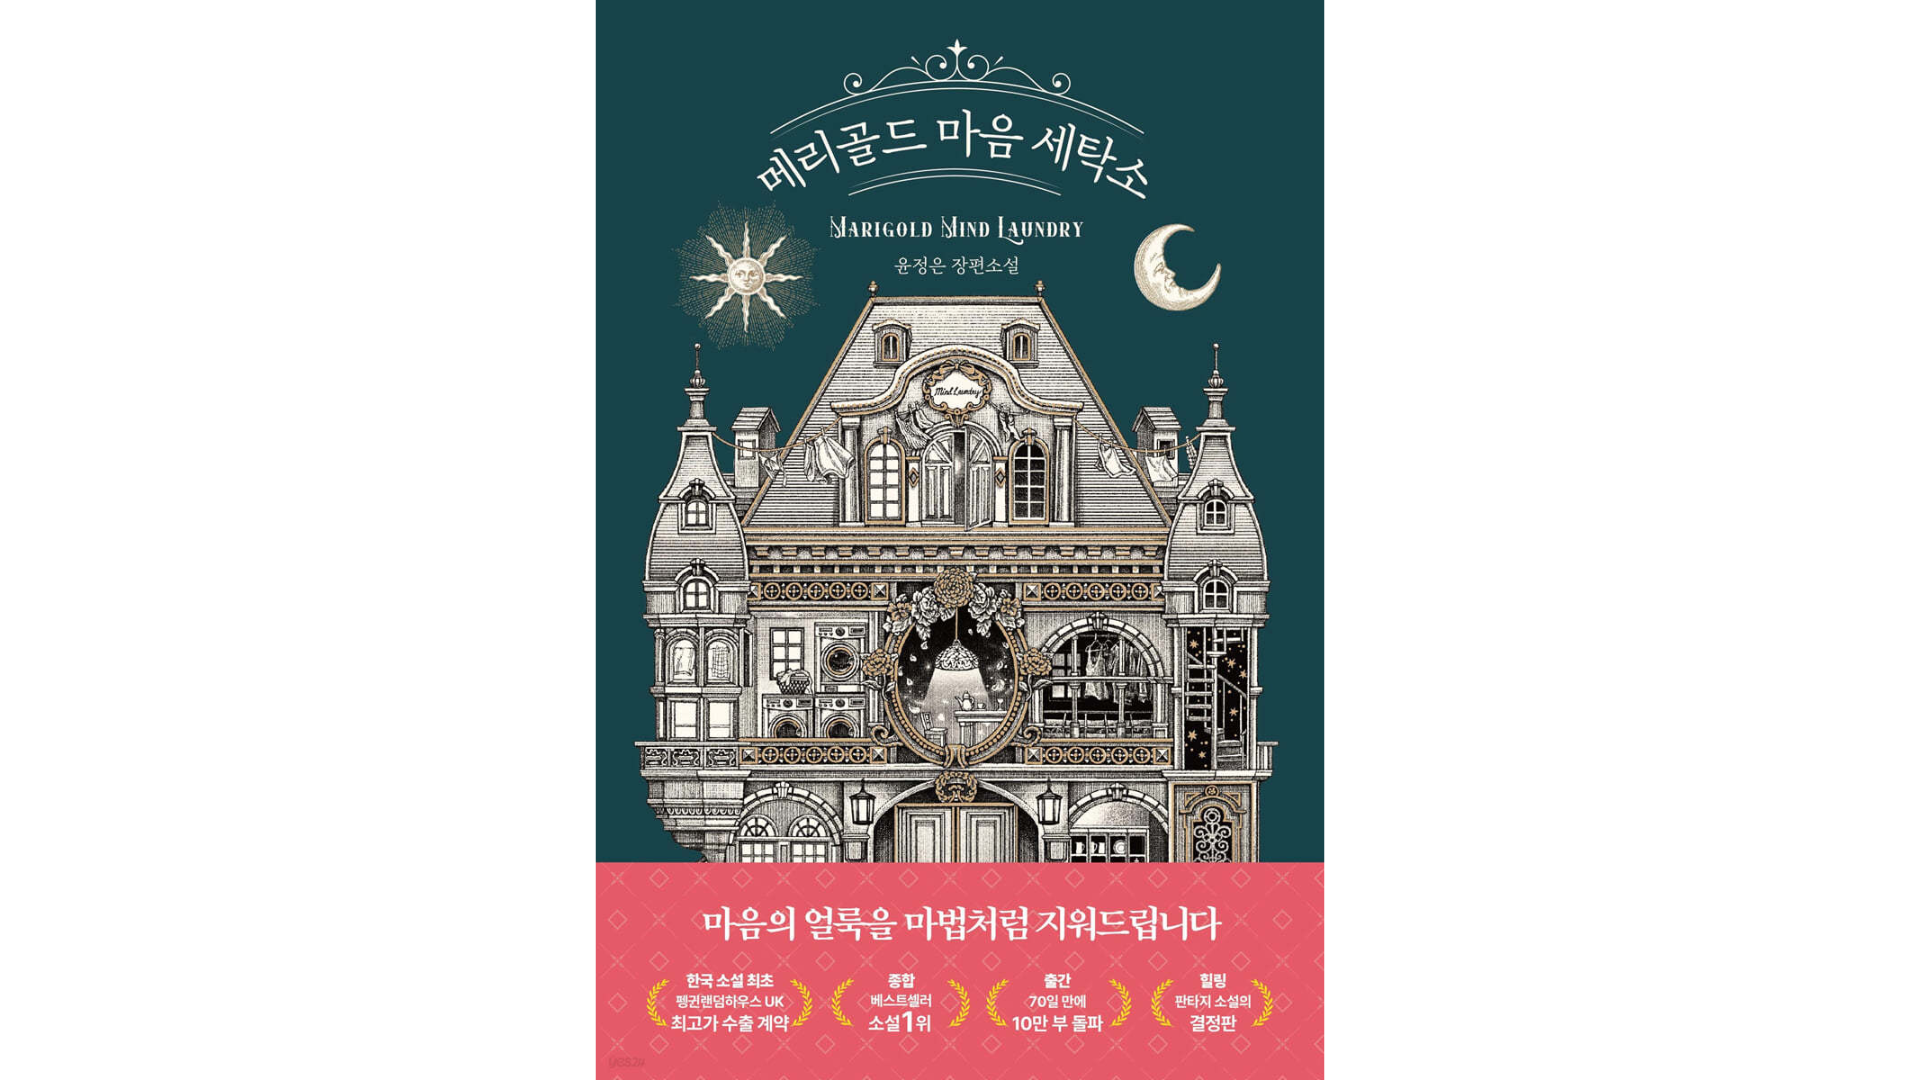 메리골드 마음 세탁소
MARIGOLD MIND LAUNDRY
윤정은 장편소설
Mind Laundry
마음의 얼룩을 마법처럼 지워드립니다
한국 소설 최초
펭귄랜덤하우스 UK
최고가 수출 계약
종합
베스트셀러
소설1위
출간
70일 만에
10만 부 돌파
힐링
판타지 소설의
결정판
yes24